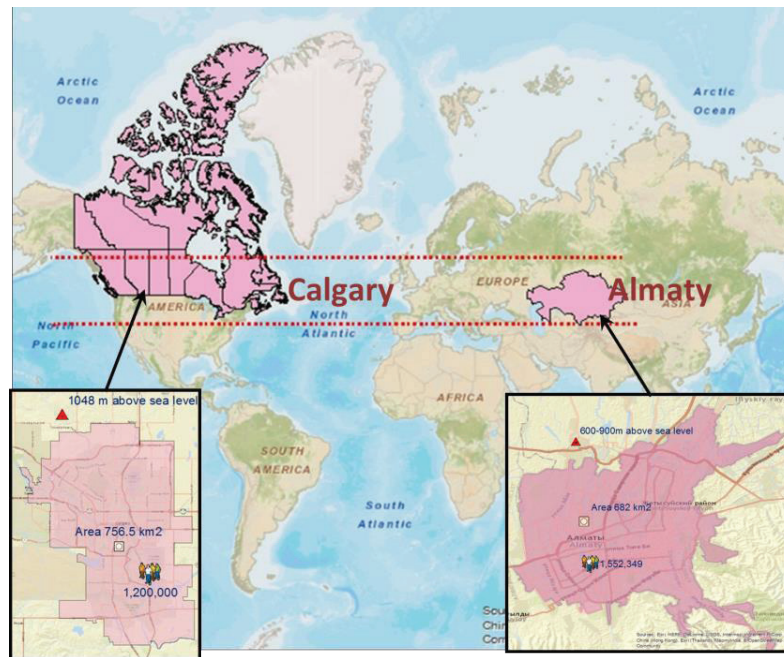 Arctic
Ocean
Arctic
Ocean
Calgary
EUROPE
Almaty
AMERICA
ASIA
North
Pacific
North
Atlantic
AFRICA
SOUTH
AMERICA
South
Atlantic
1048 m above sea level
Area 756.5 km2
1,200,000
600-900m above sea level
Area 682 km2
Алматы
Almaty
1,552,349